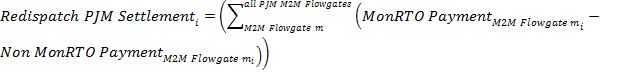 Redispatch PJM Settlement_i = (∑_{M2M Flowgate m}^{all PJM M2M Flowgates} (MonRTO Payment_{M2M Flowgate m_i} −
Non MonRTO Payment_{M2M Flowgate m_i}))